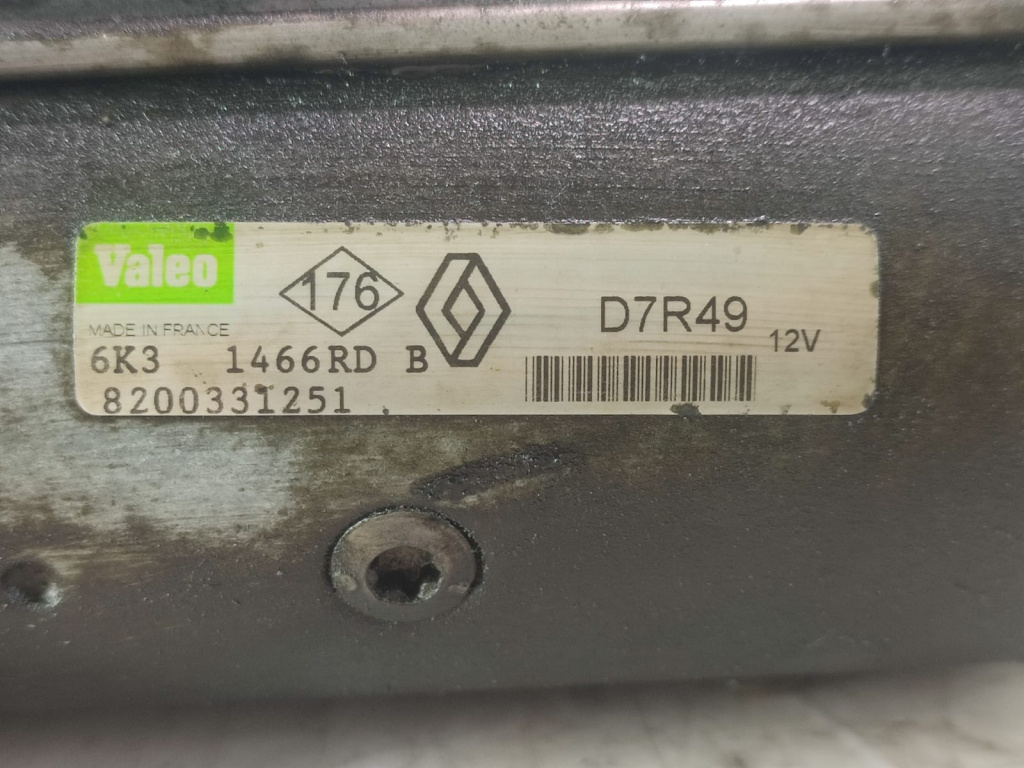 Valeo
176
D7R49
12V
MADE IN FRANCE
6K3 1466RD B
8200331251